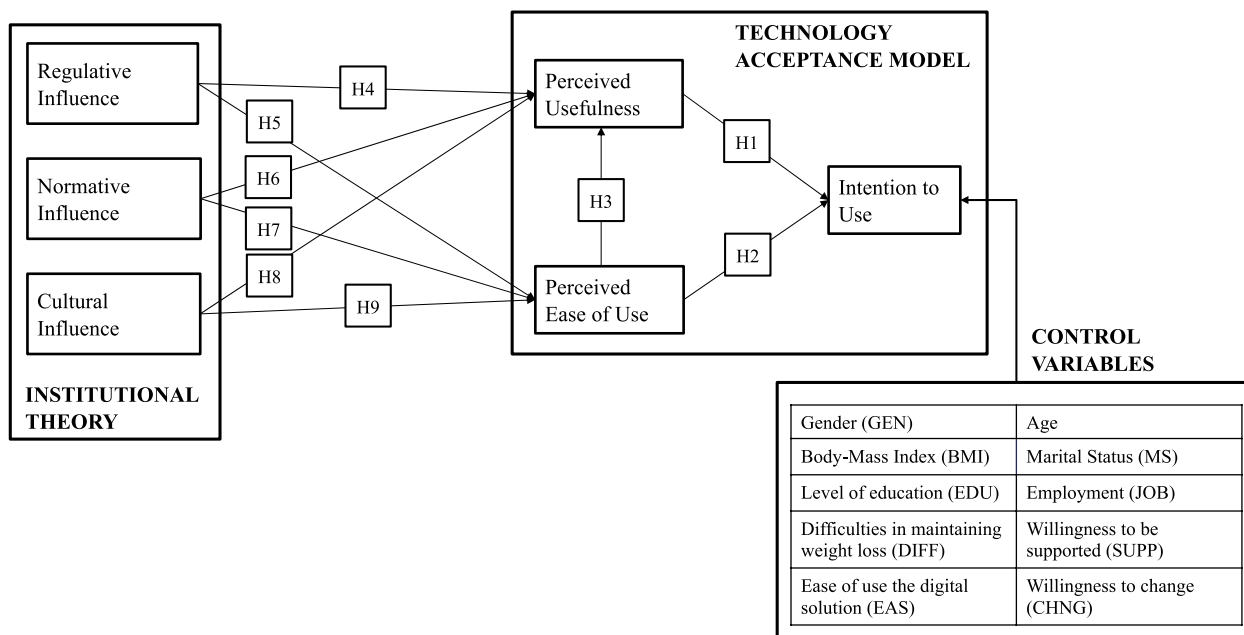 Regulative
Influence
Normative
Influence
Cultural
Influence
INSTITUTIONAL
THEORY
H4
H5
H6
H7
H8
H9
TECHNOLOGY
ACCEPTANCE MODEL
Perceived
Usefulness
H1
H3
Intention to
Use
H2
Perceived
Ease of Use
CONTROL
VARIABLES
Gender (GEN)
Age
Body-Mass Index (BMI)
Marital Status (MS)
Level of education (EDU)
Employment (JOB)
Difficulties in maintaining
weight loss (DIFF)
Willingness to be
supported (SUPP)
Ease of use the digital
solution (EAS)
Willingness to change
(CHNG)